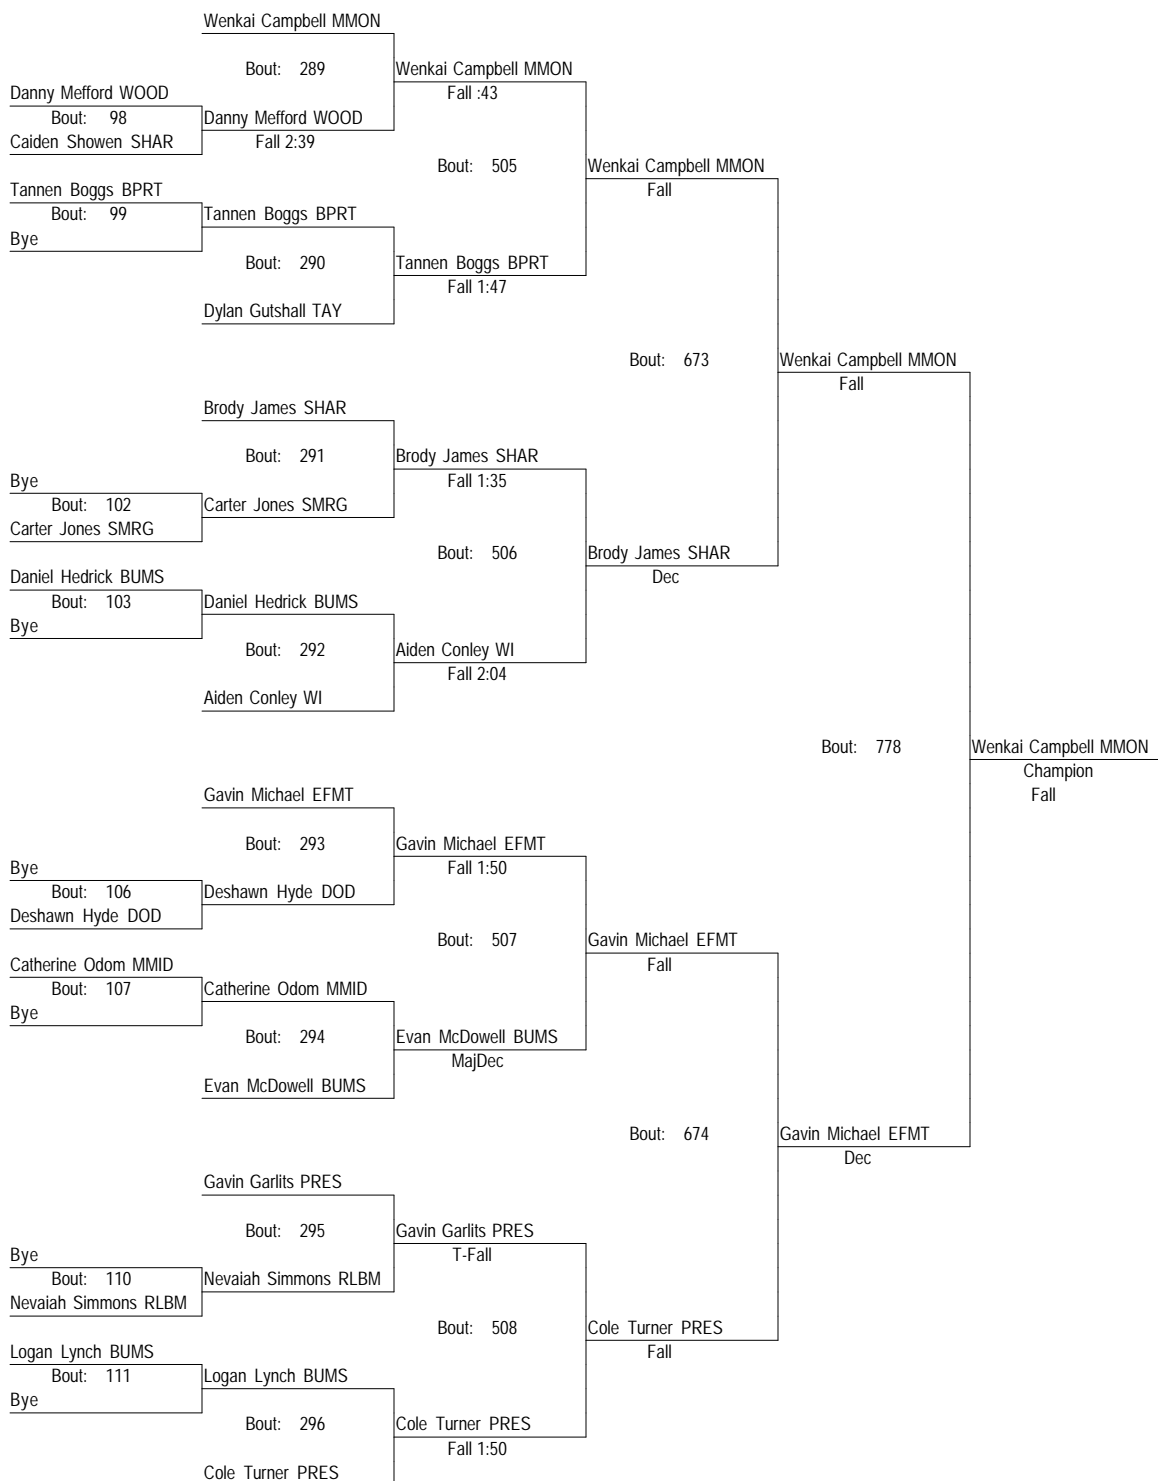 Wenkai Campbell MMON
Bout: 289
Wenkai Campbell MMON
Fall :43
Danny Mefford WOOD
Bout: 98
Danny Mefford WOOD
Caiden Showen SHAR
Fall 2:39
Bout: 505
Wenkai Campbell MMON
Fall
Tannen Boggs BPRT
Bout: 99
Tannen Boggs BPRT
Bye
Bout: 290
Tannen Boggs BPRT
Fall 1:47
Dylan Gutshall TAY
Bout: 673
Wenkai Campbell MMON
Fall
Brody James SHAR
Bout: 291
Brody James SHAR
Fall 1:35
Bye
Bout: 102
Carter Jones SMRG
Carter Jones SMRG
Bout: 506
Brody James SHAR
Dec
Daniel Hedrick BUMS
Bout: 103
Daniel Hedrick BUMS
Bye
Bout: 292
Aiden Conley WI
Fall 2:04
Aiden Conley WI
Bout: 778
Wenkai Campbell MMON
Champion
Fall
Gavin Michael EFMT
Bout: 293
Gavin Michael EFMT
Fall 1:50
Bye
Bout: 106
Deshawn Hyde DOD
Deshawn Hyde DOD
Bout: 507
Gavin Michael EFMT
Fall
Catherine Odom MMID
Bout: 107
Catherine Odom MMID
Bye
Bout: 294
Evan McDowell BUMS
MajDec
Evan McDowell BUMS
Bout: 674
Gavin Michael EFMT
Dec
Gavin Garlits PRES
Bout: 295
Gavin Garlits PRES
T-Fall
Bye
Bout: 110
Nevaiah Simmons RLBM
Nevaiah Simmons RLBM
Bout: 508
Cole Turner PRES
Fall
Logan Lynch BUMS
Bout: 111
Logan Lynch BUMS
Bye
Bout: 296
Cole Turner PRES
Fall 1:50
Cole Turner PRES